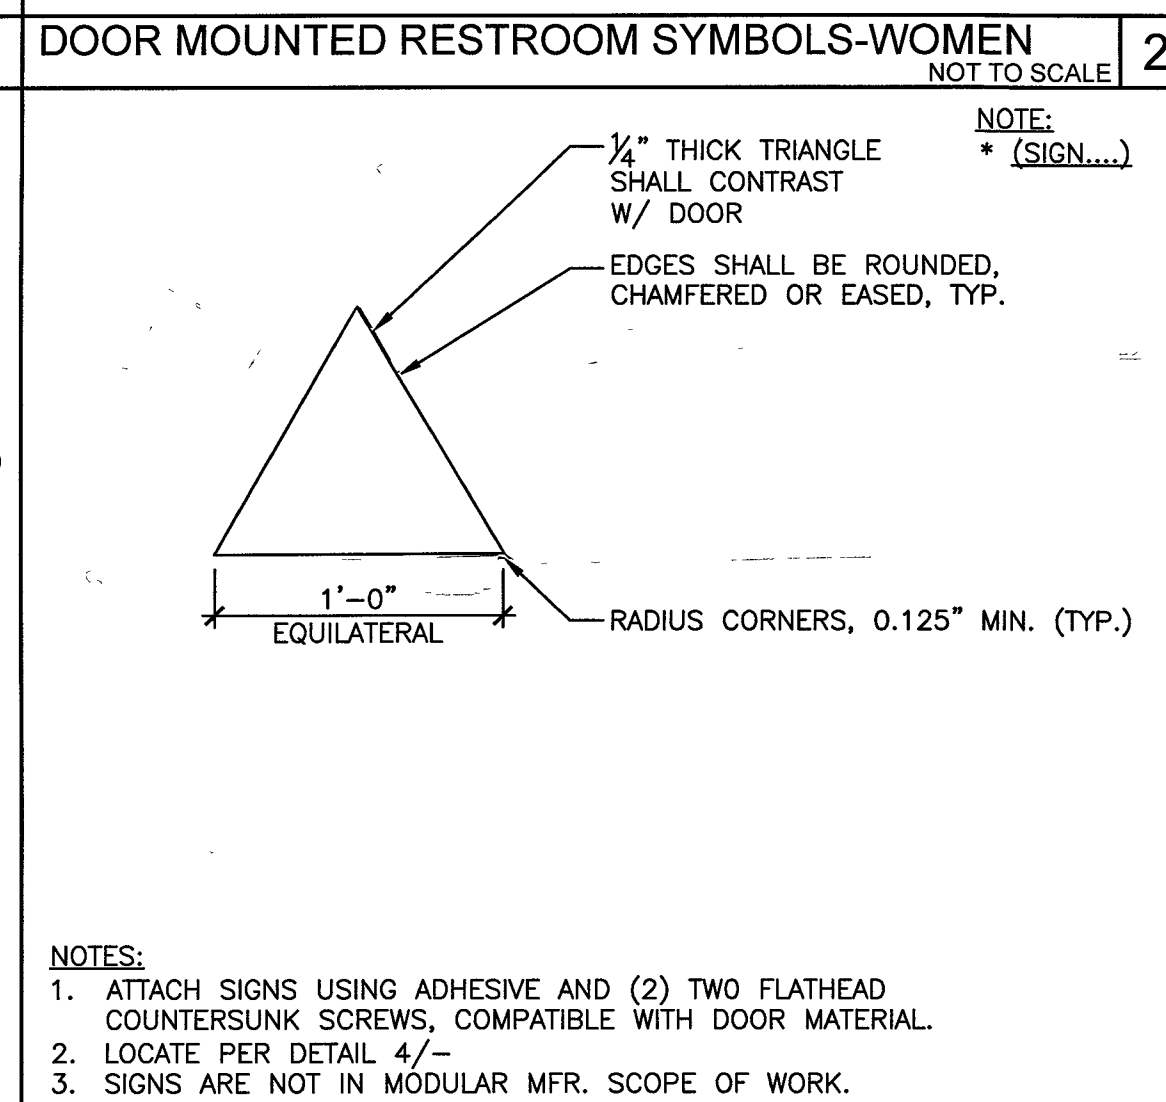 DOOR MOUNTED RESTROOM SYMBOLS-WOMEN
NOT TO SCALE
2
NOTE:
* (SIGN....)
1/4" THICK TRIANGLE
SHALL CONTRAST
W/ DOOR
EDGES SHALL BE ROUNDED,
CHAMFERED OR EASED, TYP.
1'-0"
EQUILATERAL
RADIUS CORNERS, 0.125" MIN. (TYP.)
NOTES:
1. ATTACH SIGNS USING ADHESIVE AND (2) TWO FLATHEAD
COUNTERSUNK SCREWS, COMPATIBLE WITH DOOR MATERIAL.
2. LOCATE PER DETAIL 4/-
3. SIGNS ARE NOT IN MODULAR MFR. SCOPE OF WORK.